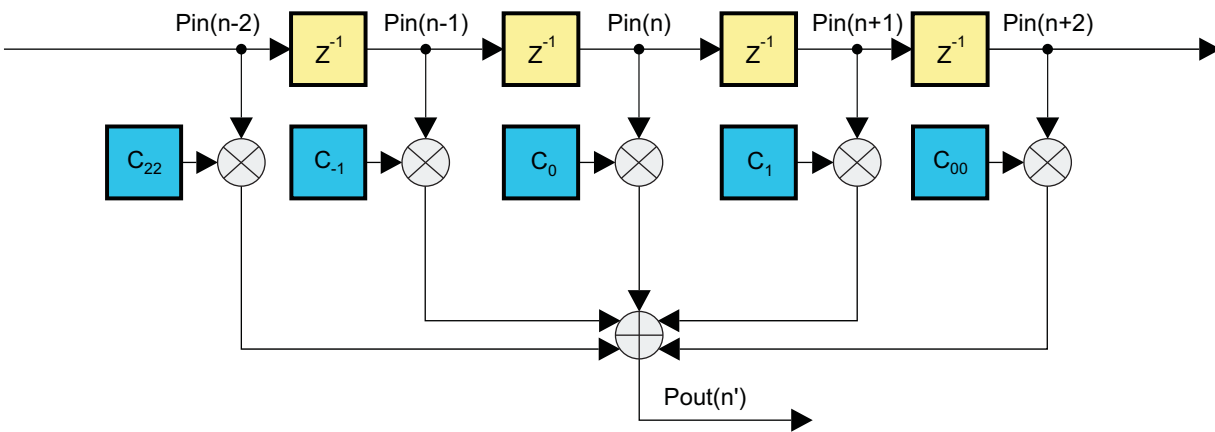 Pin(n-2) Pin(n-1) Pin(n) Pin(n+1) Pin(n+2)
Z⁻¹ Z⁻¹ Z⁻¹ Z⁻¹
C₂₂ C₋₁ C₀ C₁ C₀₀
Pout(n')